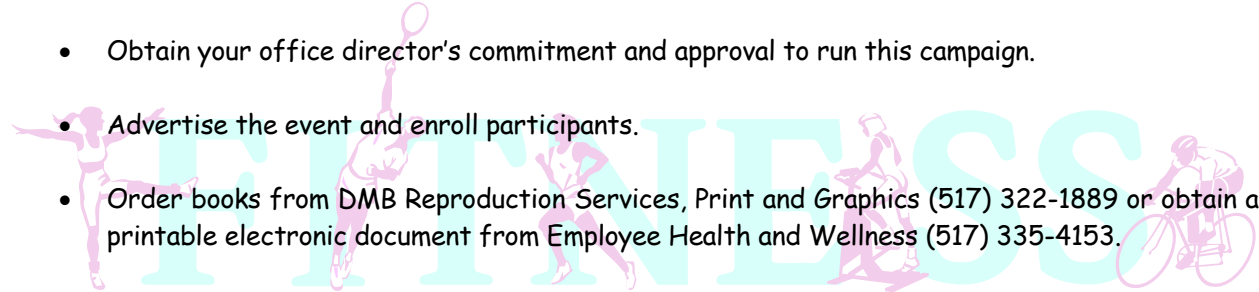 • Obtain your office director's commitment and approval to run this campaign.
• Advertise the event and enroll participants.
• Order books from DMB Reproduction Services, Print and Graphics (517) 322-1889 or obtain a
printable electronic document from Employee Health and Wellness (517) 335-4153.
FITNESS